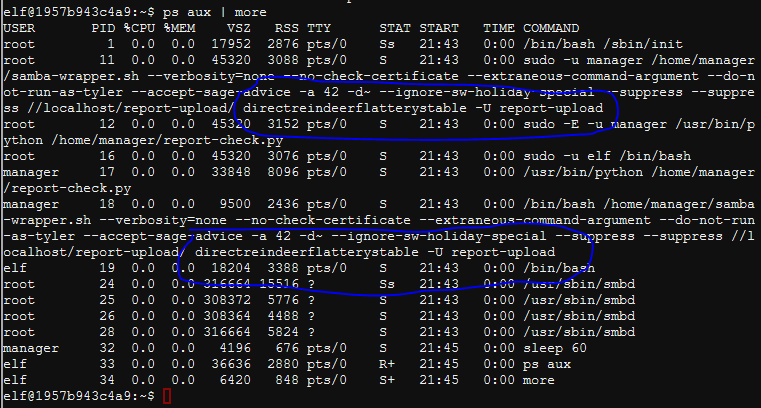 elf@1957b943c4a9:~$ ps aux | more
USER PID %CPU %MEM VSZ RSS TTY STAT START TIME COMMAND
root 1 0.0 0.0 17952 2876 pts/0 Ss 21:43 0:00 /bin/bash /sbin/init
root 11 0.0 0.0 45320 3088 pts/0 S 21:43 0:00 sudo -u manager /home/manager
/samba-wrapper.sh --verbosity=none --no-check-certificate --extraneous-command-argument --do-n
ot-run-as-tyler --accept-sage-advice -a 42 -d~ --ignore-sw-holiday-special --suppress --suppre
ss //localhost/report-upload/ directreindeerflatterystable -U report-upload
root 12 0.0 0.0 45320 3152 pts/0 S 21:43 0:00 sudo -E -u manager /usr/bin/p
ython /home/manager/report-check.py
root 16 0.0 0.0 45320 3076 pts/0 S 21:43 0:00 sudo -u elf /bin/bash
manager 17 0.0 0.0 33848 8096 pts/0 S 21:43 0:00 /usr/bin/python /home/manager
/report-check.py
manager 18 0.0 0.0 9500 2436 pts/0 S 21:43 0:00 /bin/bash /home/manager/samba
-wrapper.sh --verbosity=none --no-check-certificate --extraneous-command-argument --do-not-run
-as-tyler --accept-sage-advice -a 42 -d~ --ignore-sw-holiday-special --suppress --suppress //l
ocalhost/report-upload/ directreindeerflatterystable -U report-upload
elf 19 0.0 0.0 18204 3388 pts/0 S 21:43 0:00 /bin/bash
root 24 0.0 0.0 316664 15516 ? Ss 21:43 0:00 /usr/sbin/smbd
root 25 0.0 0.0 308372 5776 ? S 21:43 0:00 /usr/sbin/smbd
root 26 0.0 0.0 308364 4488 ? S 21:43 0:00 /usr/sbin/smbd
root 28 0.0 0.0 316664 5824 ? S 21:43 0:00 /usr/sbin/smbd
manager 32 0.0 0.0 4196 676 pts/0 S 21:45 0:00 sleep 60
elf 33 0.0 0.0 36636 2880 pts/0 R+ 21:45 0:00 ps aux
elf 34 0.0 0.0 6420 848 pts/0 S+ 21:45 0:00 more
elf@1957b943c4a9:~$